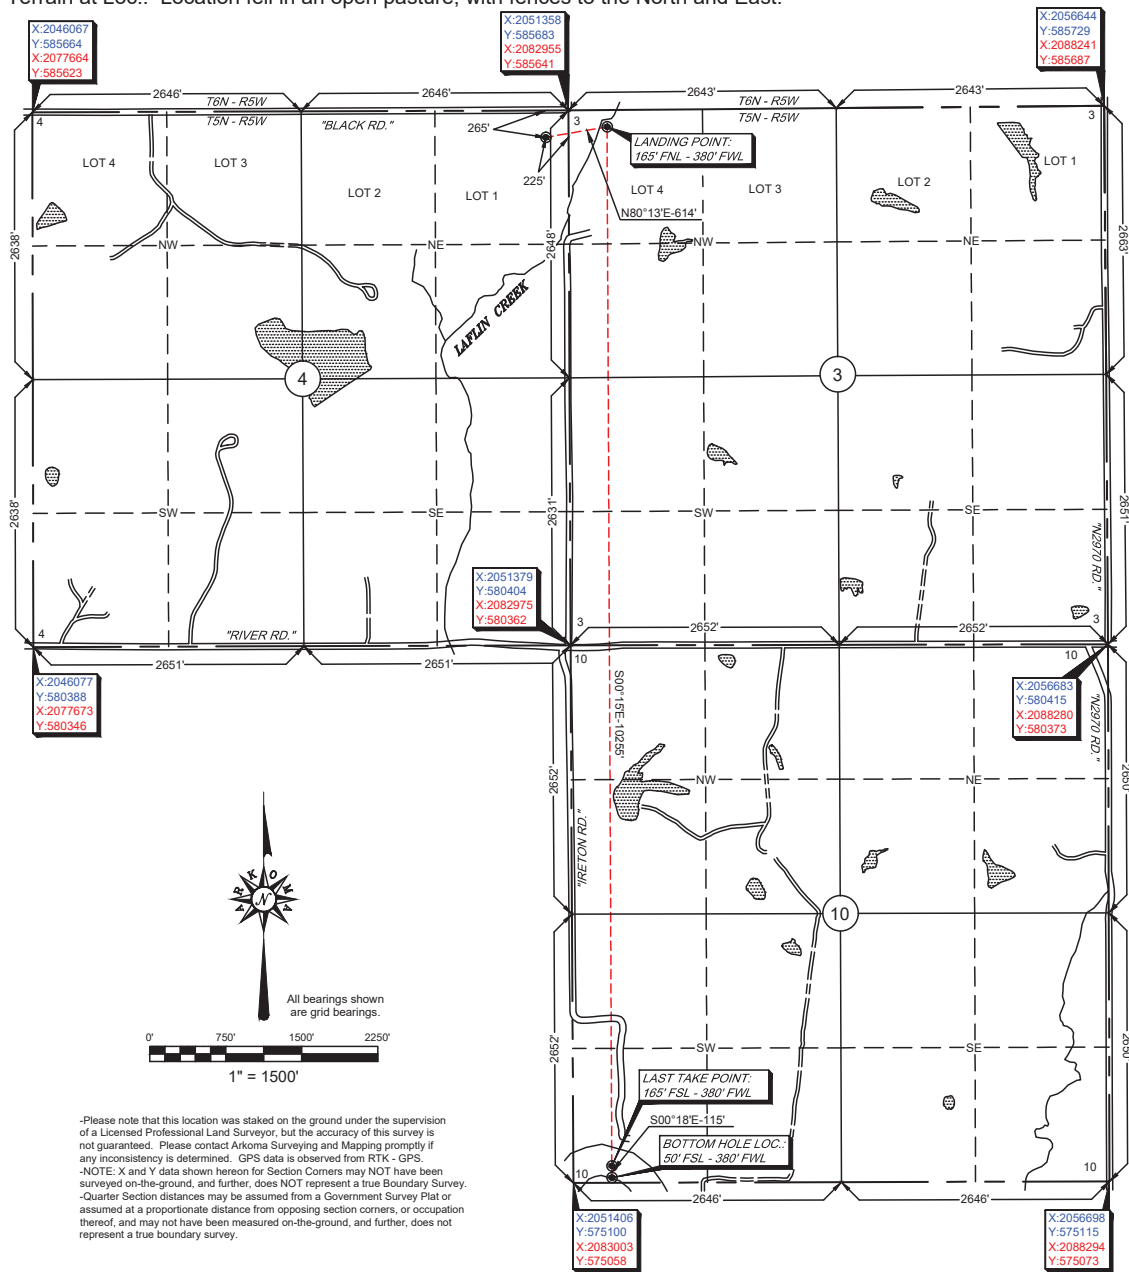 Terrain at Loc.: Location fell in an open pasture, with fences to the North and East.
X:2046067
Y:585664
X:2077664
Y:585623
X:2051358
Y:585683
X:2082955
Y:585641
X:2056644
Y:585729
X:2088241
Y:585687
2646'
2646'
2643'
2643'
T6N - R5W
T5N - R5W
T6N - R5W
T5N - R5W
4
"BLACK RD."
265'
3
3
LANDING POINT:
165' FNL - 380' FWL
LOT 4
LOT 3
LOT 2
LOT 1
225'
LOT 4
LOT 3
LOT 2
LOT 1
N80°13'E-614'
2638'
NW
NE
2648'
NW
NE
2663'
LAFLIN CREEK
4
3
2638'
SW
SE
2631'
SW
SE
2651'
"N2970 RD."
X:2051379
Y:580404
X:2082975
Y:580362
4
"RIVER RD."
3
2652'
2652'
3
2651'
2651'
10
10
X:2046077
Y:580388
X:2077673
Y:580346
S00°15'E-10255'
X:2056683
Y:580415
X:2088280
Y:580373
"N2970 RD."
2652'
NW
NE
2650'
"IRETON RD."
ARKOMA
N
10
All bearings shown
are grid bearings.
0'
750'
1500'
2250'
1" = 1500'
2652'
SW
SE
2650'
LAST TAKE POINT:
165' FSL - 380' FWL
S00°18'E-115'
BOTTOM HOLE LOC.:
50' FSL - 380' FWL
10
10
2646'
2646'
-Please note that this location was staked on the ground under the supervision
of a Licensed Professional Land Surveyor, but the accuracy of this survey is
not guaranteed. Please contact Arkoma Surveying and Mapping promptly if
any inconsistency is determined. GPS data is observed from RTK - GPS.
-NOTE: X and Y data shown hereon for Section Corners may NOT have been
surveyed on-the-ground, and further, does NOT represent a true Boundary Survey.
-Quarter Section distances may be assumed from a Government Survey Plat or
assumed at a proportionate distance from opposing section corners, or occupation
thereof, and may not have been measured on-the-ground, and further, does not
represent a true boundary survey.
X:2051406
Y:575100
X:2083003
Y:575058
X:2056698
Y:575115
X:2088294
Y:575073